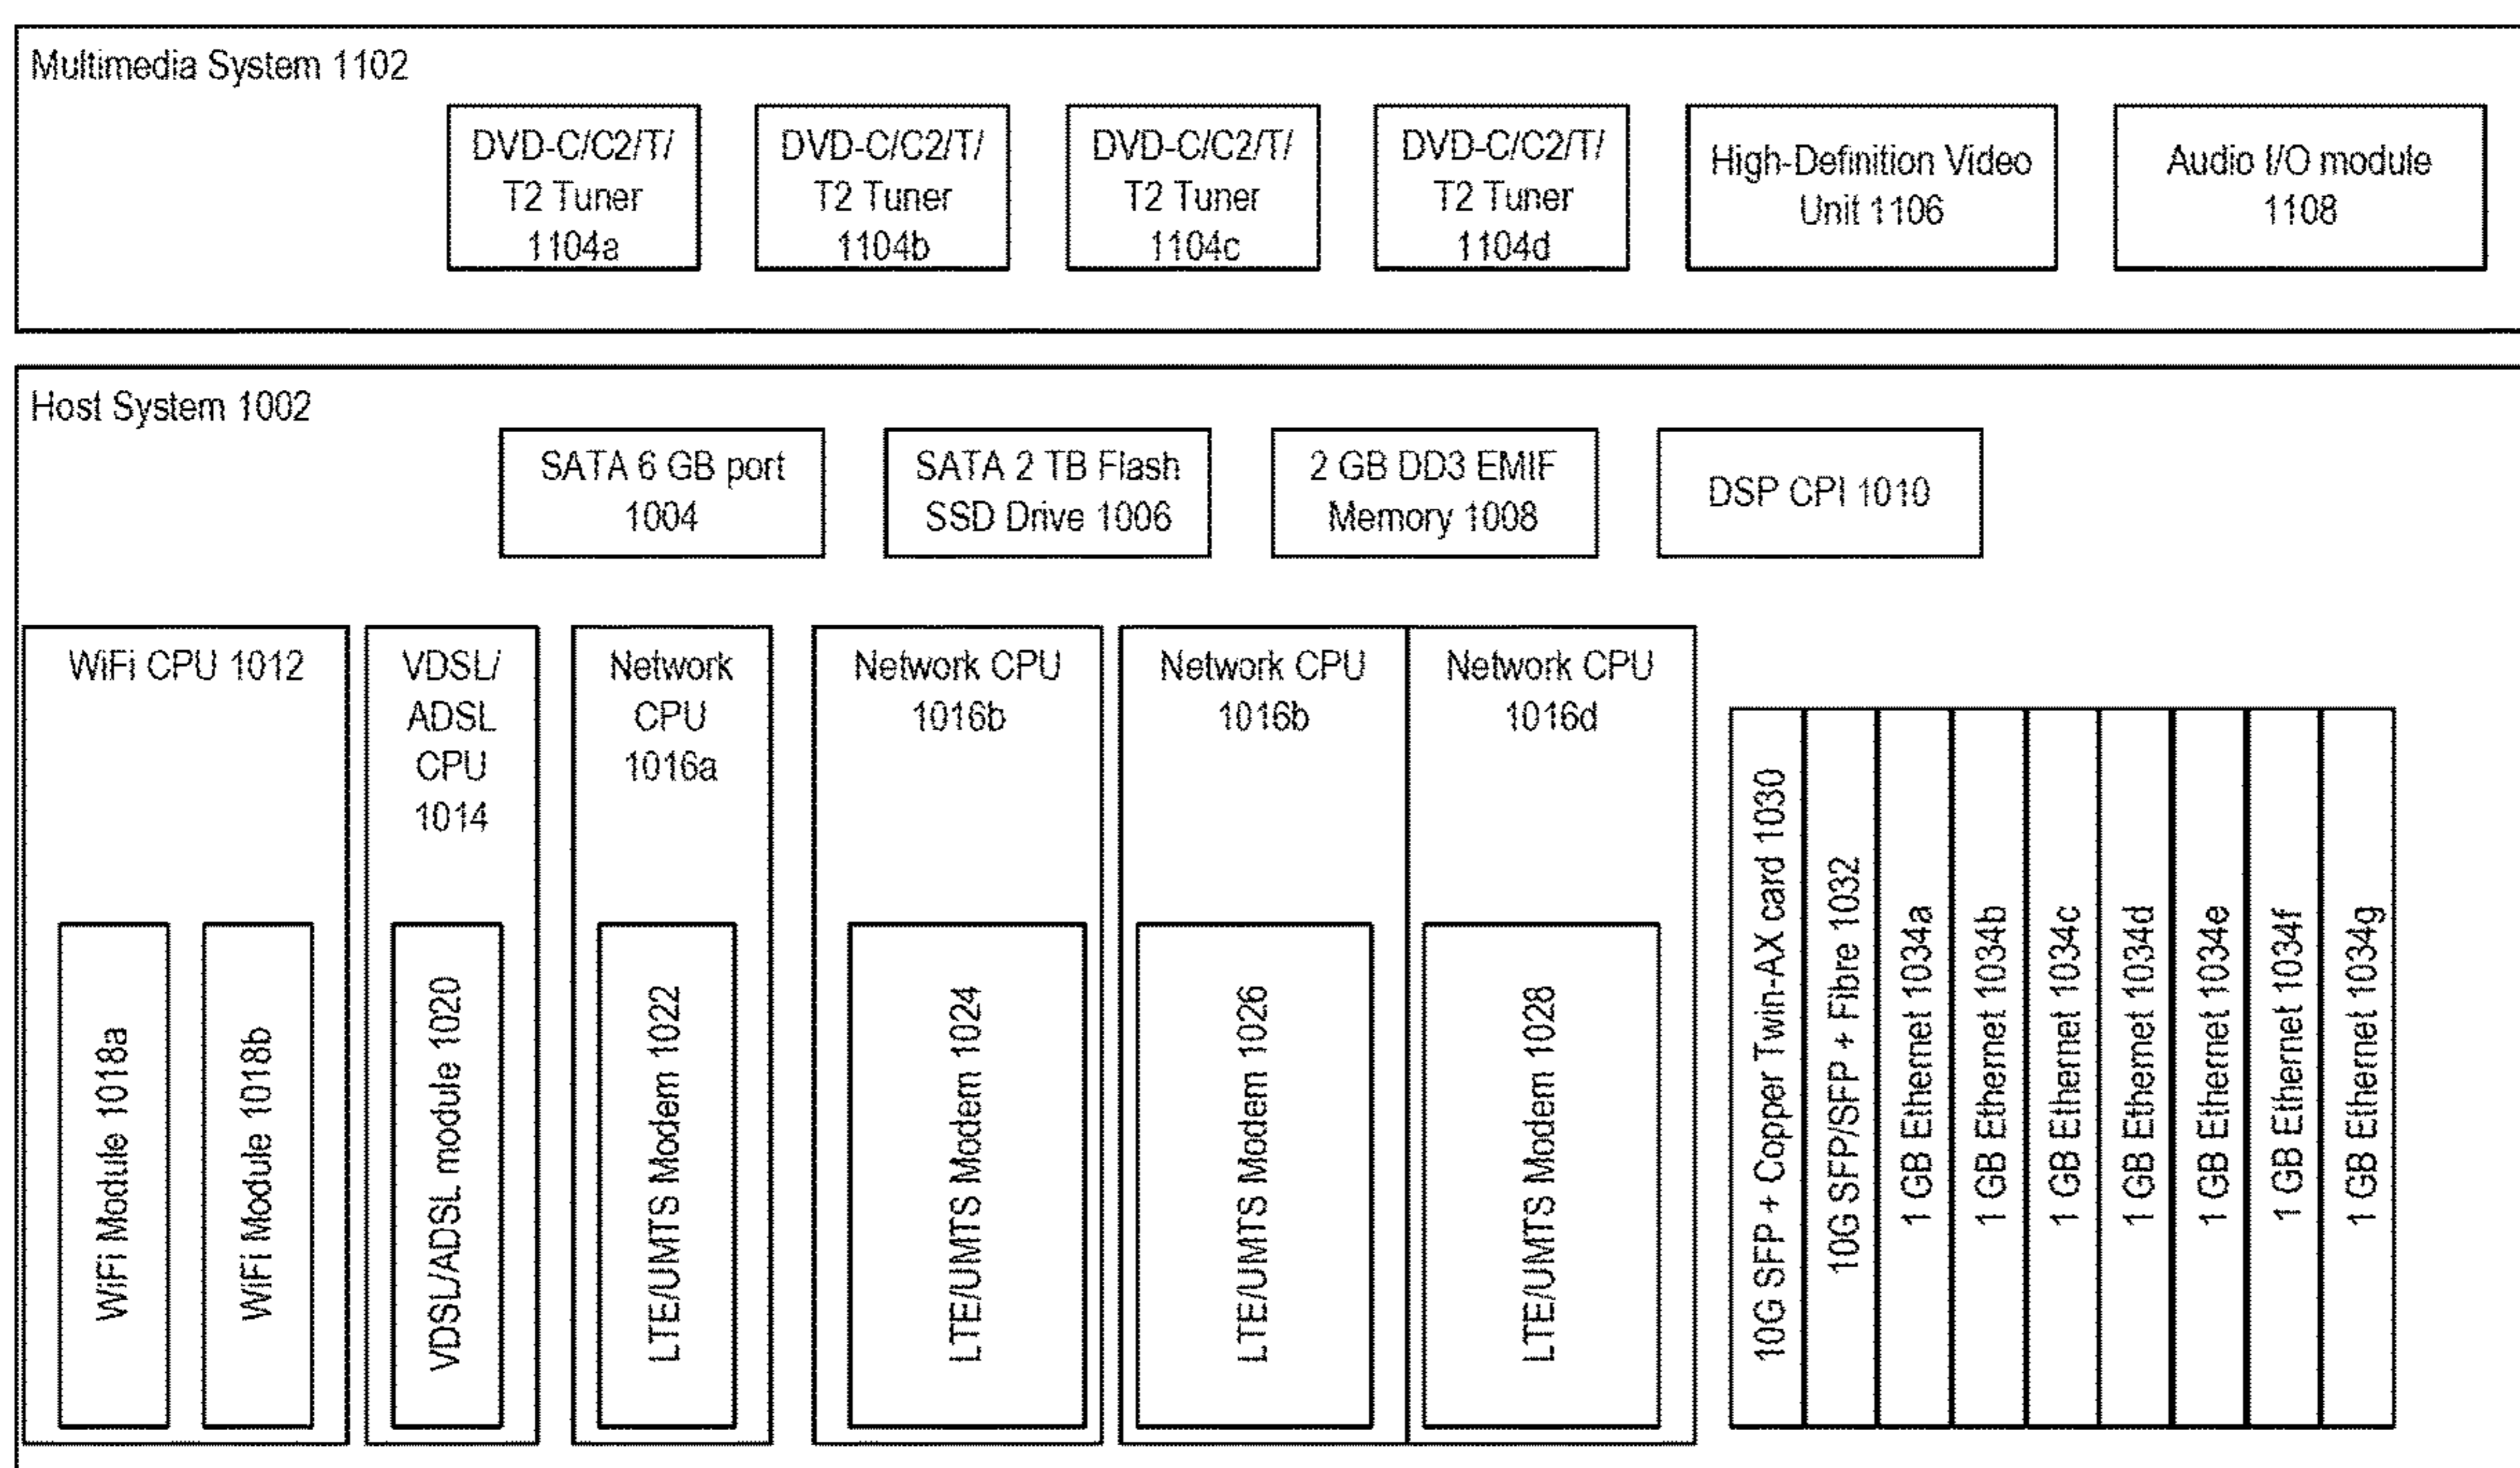 Multimedia System 1102
DVD-C/C2/T/
T2 Tuner
1104a
DVD-C/C2/T/
T2 Tuner
1104b
DVD-C/C2/T/
T2 Tuner
1104c
DVD-C/C2/T/
T2 Tuner
1104d
High-Definition Video
Unit 1106
Audio I/O module
1108
Host System 1002
SATA 6 GB port
1004
SATA 2 TB Flash
SSD Drive 1006
2 GB DD3 EMIF
Memory 1008
DSP CPI 1010
WiFi CPU 1012
WiFi Module 1018a
WiFi Module 1018b
VDSL/
ADSL
CPU
1014
VDSL/ADSL module 1020
Network
CPU
1016a
LTE/UMTS Modem 1022
Network CPU
1016b
LTE/UMTS Modem 1024
Network CPU
1016b
LTE/UMTS Modem 1026
Network CPU
1016d
LTE/UMTS Modem 1028
10G SFP + Copper Twin-AX card 1030
10G SFP/SFP + Fibre 1032
1 GB Ethernet 1034a
1 GB Ethernet 1034b
1 GB Ethernet 1034c
1 GB Ethernet 1034d
1 GB Ethernet 1034e
1 GB Ethernet 1034f
1 GB Ethernet 1034g